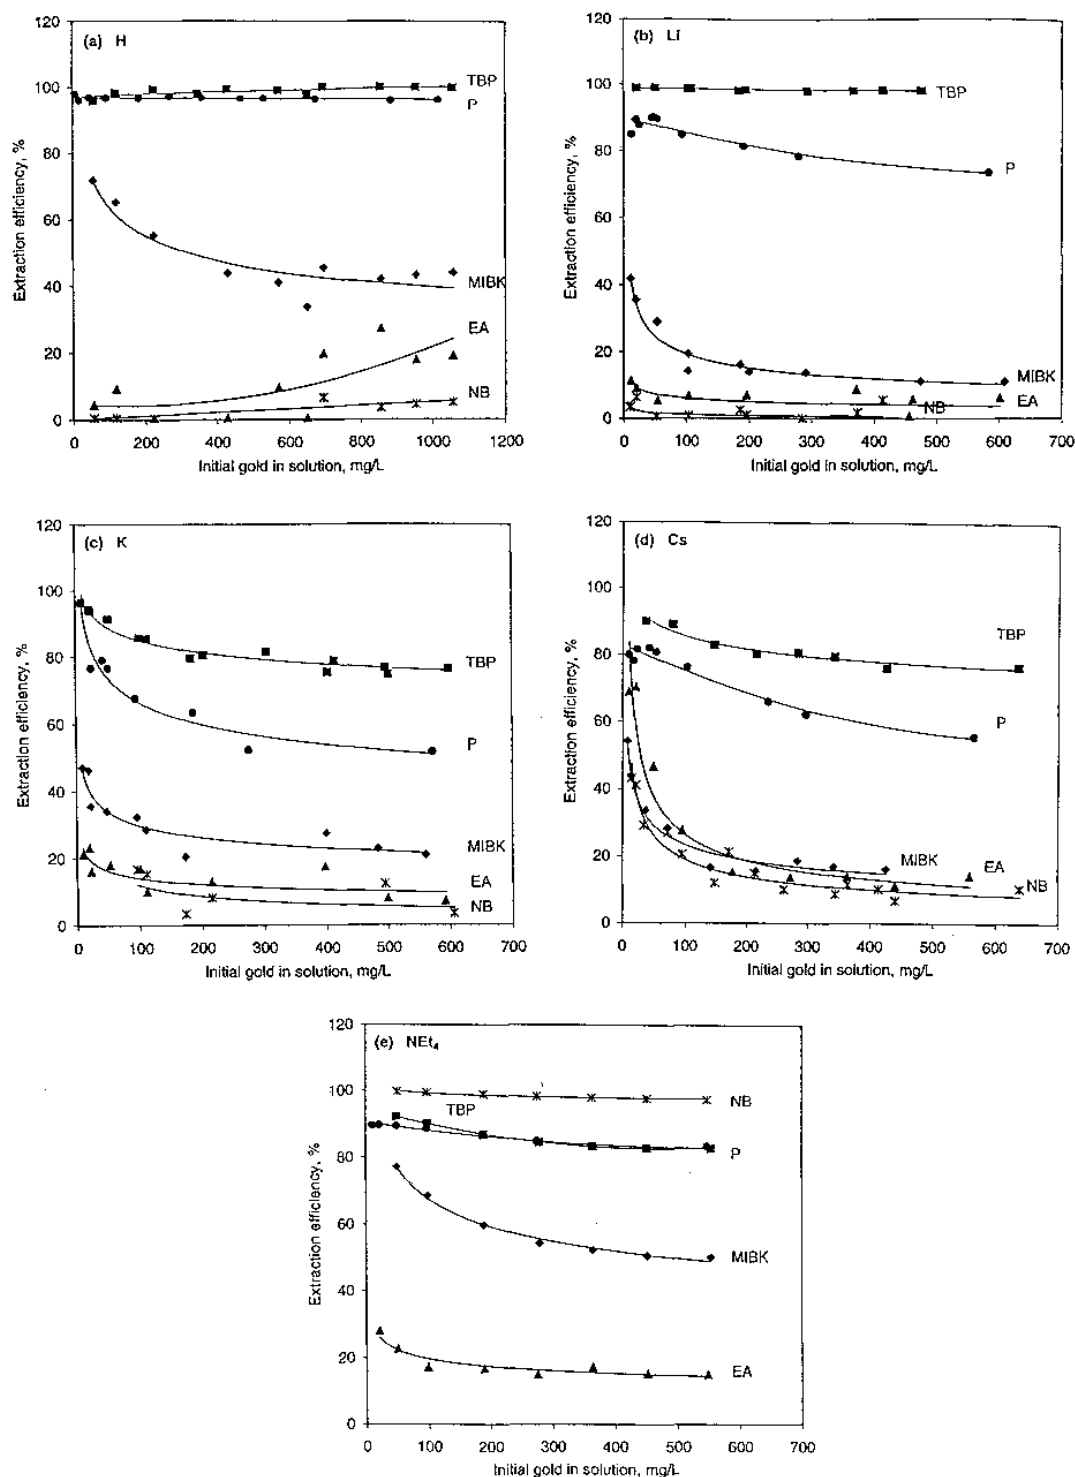 (a) H
120
100
80
60
40
20
0
Extraction efficiency, %
TBP
P
MIBK
EA
NB
0 200 400 600 800 1000 1200
Initial gold in solution, mg/L
(b) Li
120
100
80
60
40
20
0
Extraction efficiency, %
TBP
P
MIBK
EA
NB
0 100 200 300 400 500 600 700
Initial gold in solution, mg/L
(c) K
120
100
80
60
40
20
0
Extraction efficiency, %
TBP
P
MIBK
EA
NB
0 100 200 300 400 500 600 700
Initial gold in solution, mg/L
(d) Cs
120
100
80
60
40
20
0
Extraction efficiency, %
TBP
P
MIBK
EA
NB
0 100 200 300 400 500 600 700
Initial gold in solution, mg/L
(e) NEt₄
120
100
80
60
40
20
0
Extraction efficiency, %
NB
TBP
P
MIBK
EA
0 100 200 300 400 500 600 700
Initial gold in solution, mg/L